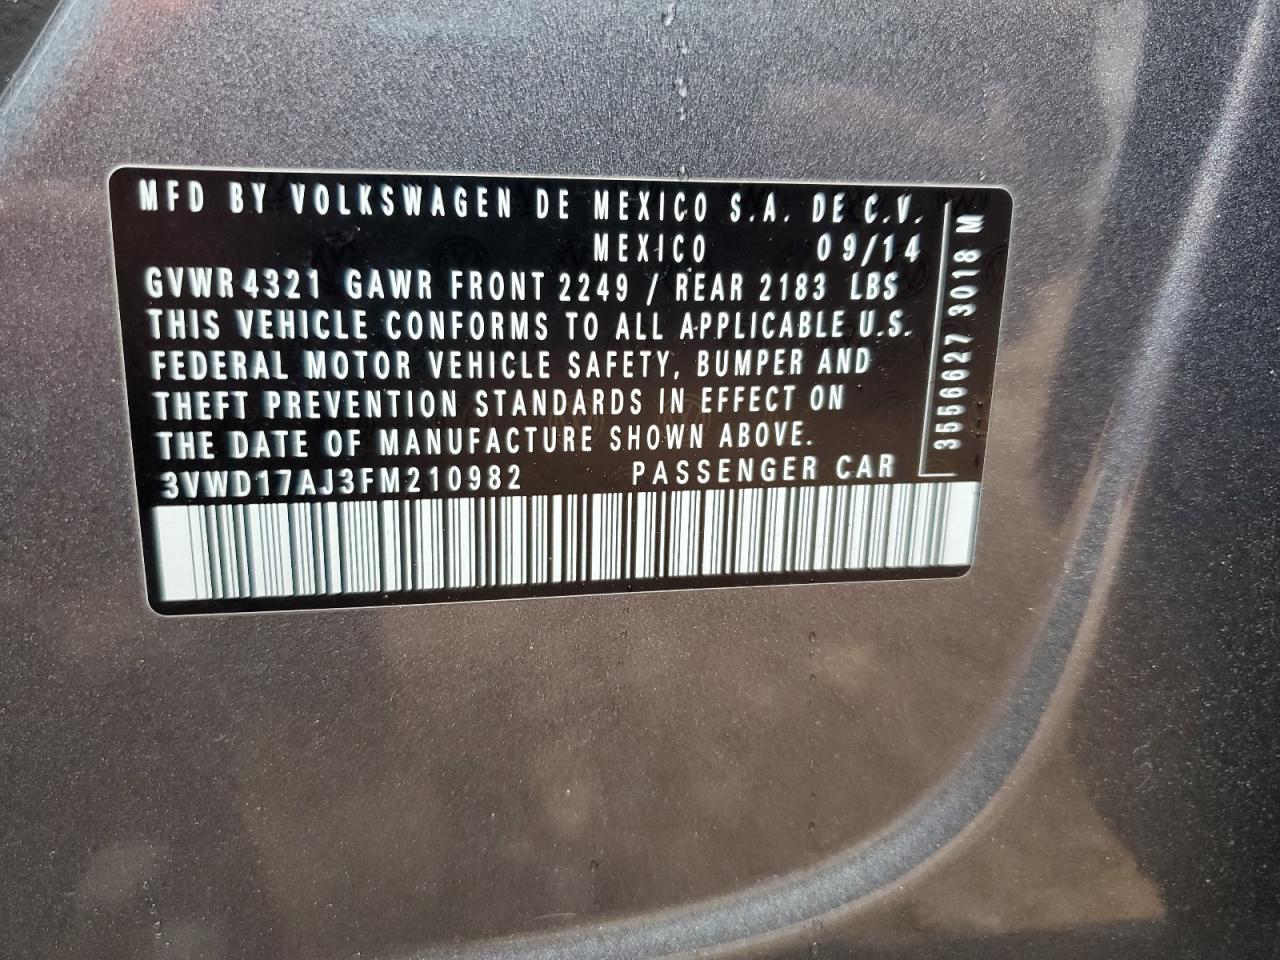 MFD BY VOLKSWAGEN DE MEXICO S.A. DE C.V.
MEXICO 09/14
GVWR 4321 GAWR FRONT 2249 / REAR 2183 LBS
THIS VEHICLE CONFORMS TO ALL APPLICABLE U.S.
FEDERAL MOTOR VEHICLE SAFETY, BUMPER AND
THEFT PREVENTION STANDARDS IN EFFECT ON
THE DATE OF MANUFACTURE SHOWN ABOVE.
3VWD17AJ3FM210982 PASSENGER CAR
3556627 3018 M